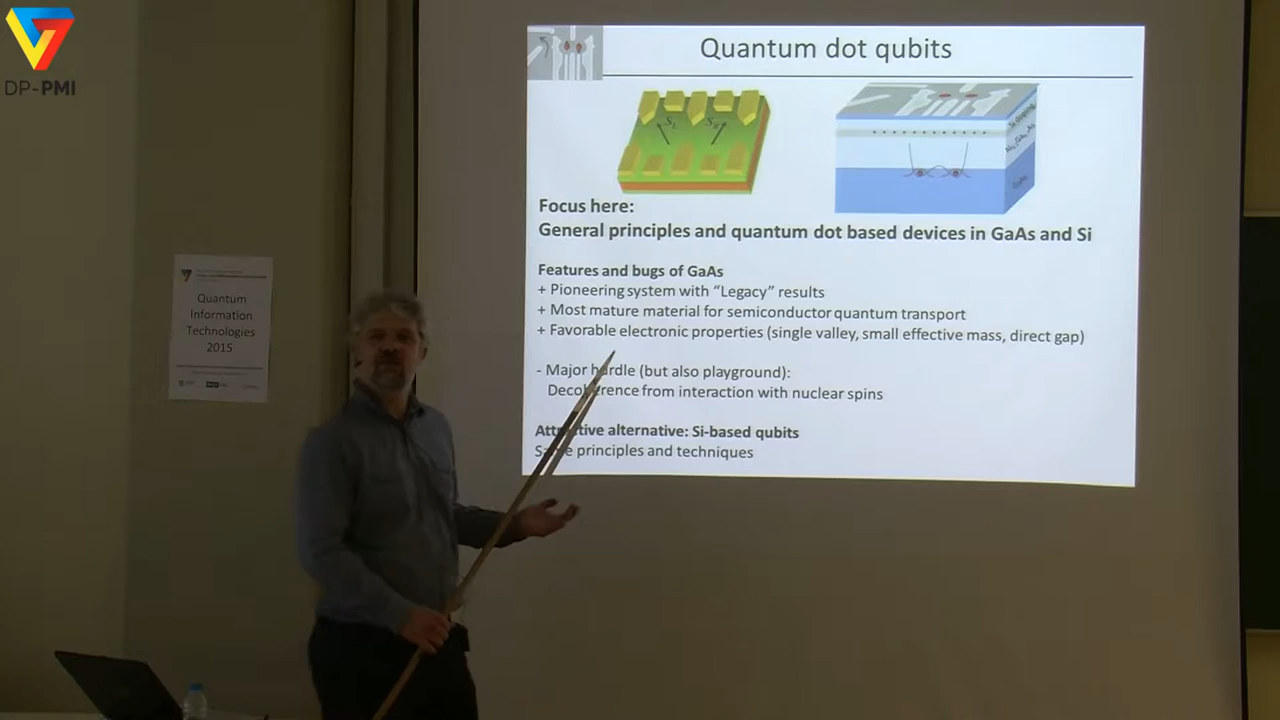 DP-PMI
Quantum
Information
Technologies
2015
Quantum dot qubits
Focus here:
General principles and quantum dot based devices in GaAs and Si
Features and bugs of GaAs
+ Pioneering system with “Legacy” results
+ Most mature material for semiconductor quantum transport
+ Favorable electronic properties (single valley, small effective mass, direct gap)
- Major hurdle (but also playground):
Decoherence from interaction with nuclear spins
Attractive alternative: Si-based qubits
Same principles and techniques